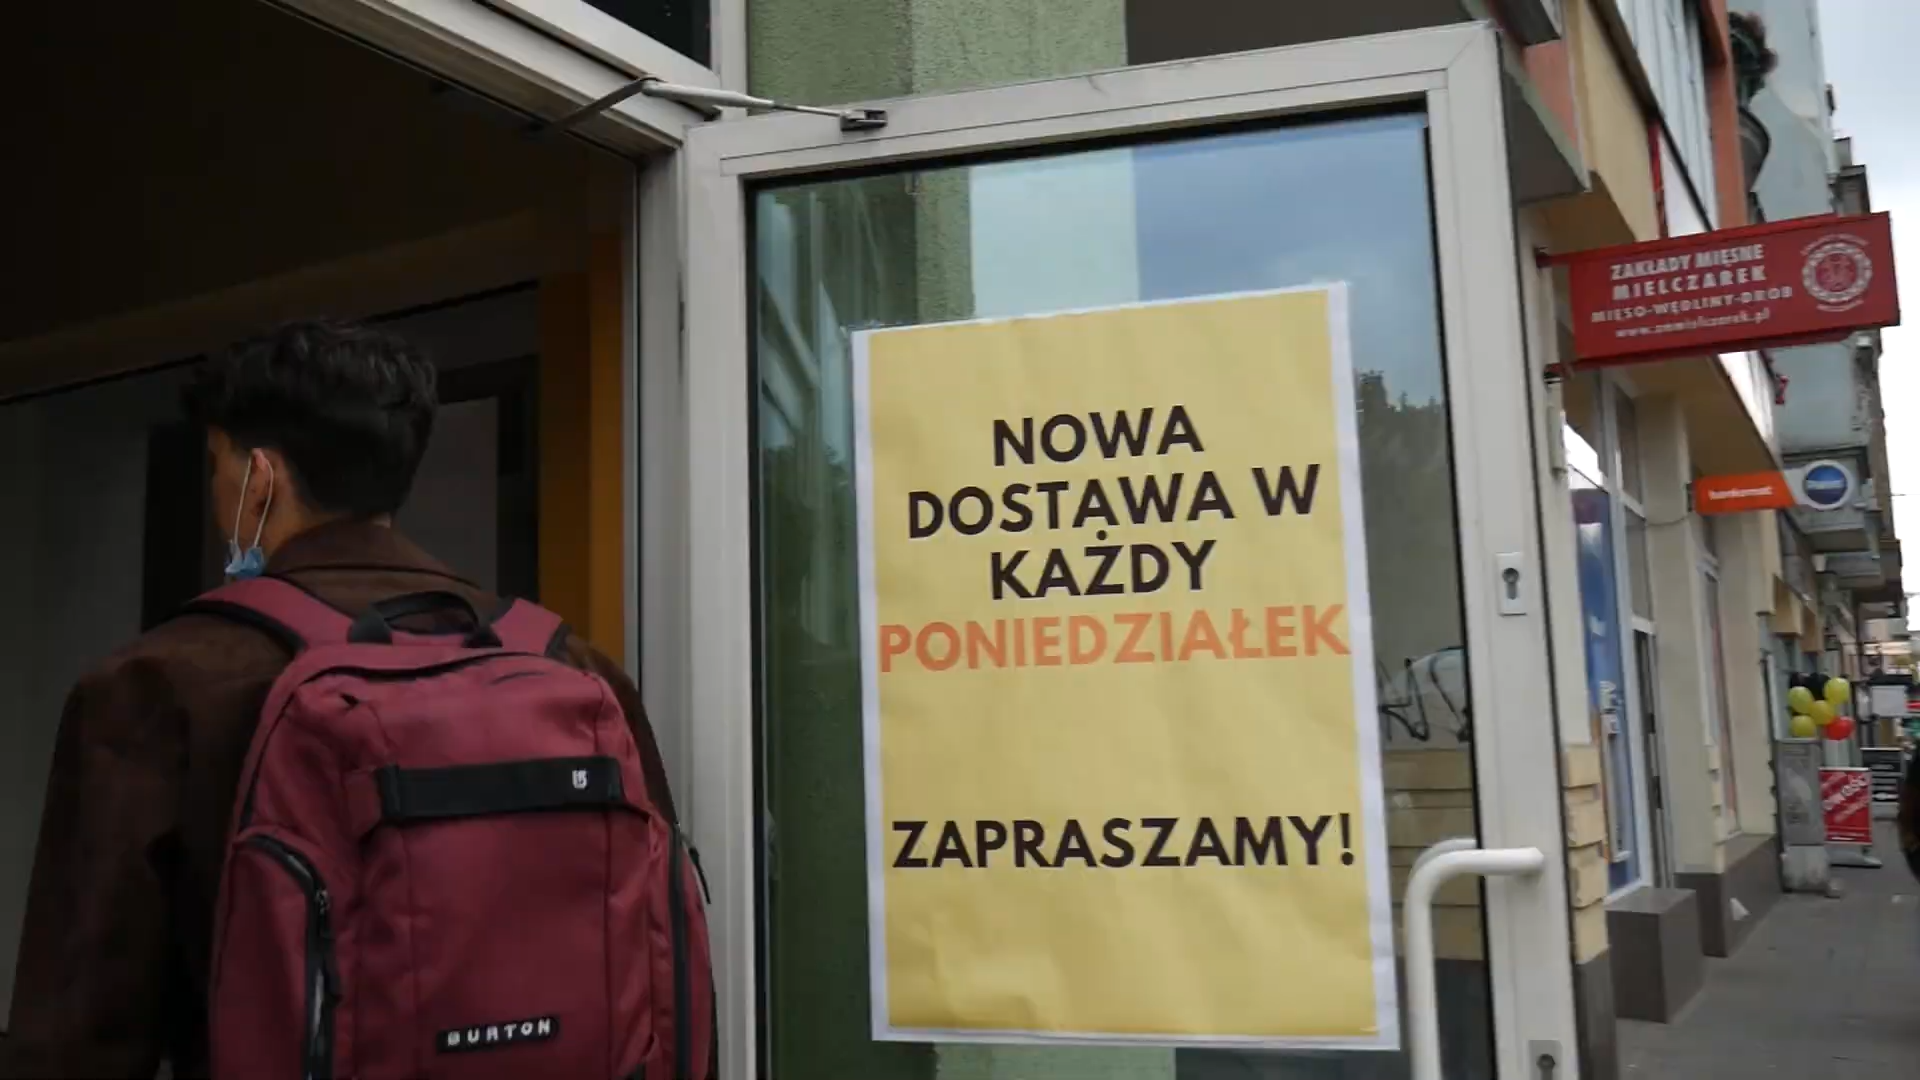 NOWA
DOSTAWA W
KAŻDY
PONIEDZIAŁEK
ZAPRASZAMY!
ZAKŁADY MIĘSNE
MIELCZAREK
MIĘSO-WĘDLINY-DRÓB
www.zmmielczarek.pl
BURTON